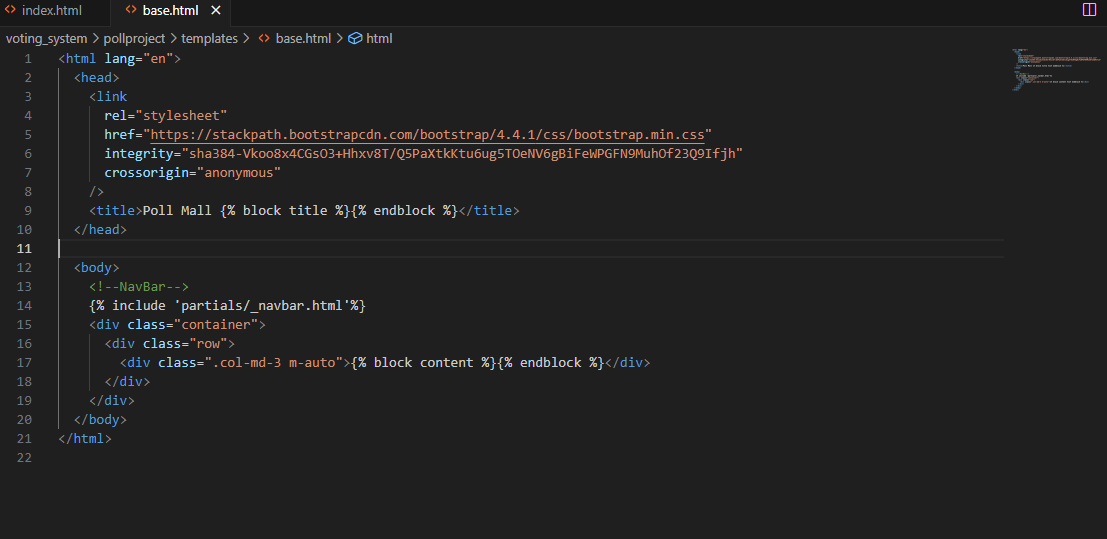 index.html base.html
voting_system > pollproject > templates > base.html > html
1 <html lang="en">
2 <head>
3 <link
4 rel="stylesheet"
5 href="https://stackpath.bootstrapcdn.com/bootstrap/4.4.1/css/bootstrap.min.css"
6 integrity="sha384-Vkoo8x4CGsO3+Hhxv8T/Q5PaXtkKtu6ug5TOeNV6gBiFeWPGFN9MuhOf23Q9Ifjh"
7 crossorigin="anonymous"
8 />
9 <title>Poll Mall {% block title %}{% endblock %}</title>
10 </head>
11
12 <body>
13 <!--NavBar-->
14 {% include 'partials/_navbar.html'%}
15 <div class="container">
16 <div class="row">
17 <div class=".col-md-3 m-auto">{% block content %}{% endblock %}</div>
18 </div>
19 </div>
20 </body>
21 </html>
22